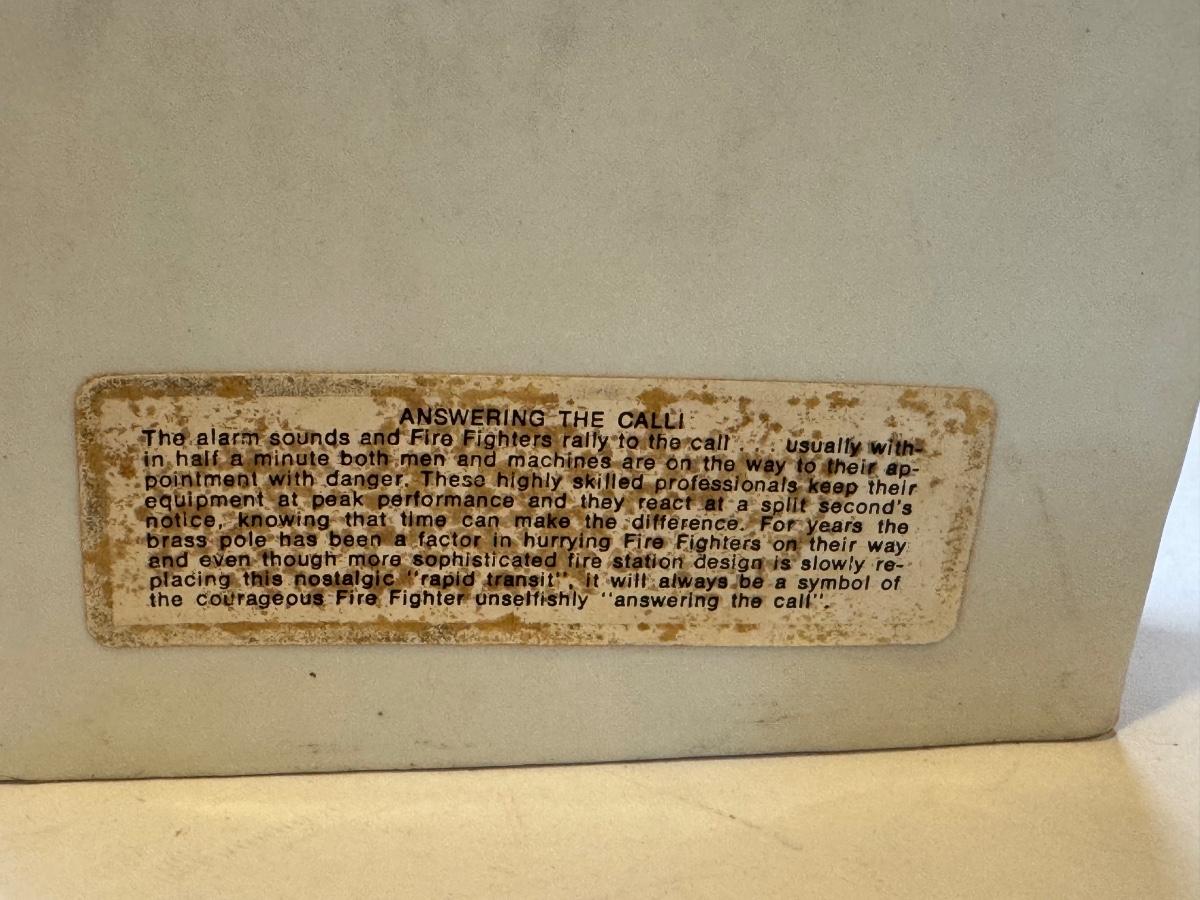 ANSWERING THE CALL!
The alarm sounds and Fire Fighters rally to the call . . . usually with-
in half a minute both men and machines are on the way to their ap-
pointment with danger. These highly skilled professionals keep their
equipment at peak performance and they react at a split second's
notice, knowing that time can make the difference. For years the
brass pole has been a factor in hurrying Fire Fighters on their way
and even though more sophisticated fire station design is slowly re-
placing this nostalgic "rapid transit", it will always be a symbol of
the courageous Fire Fighter unselfishly "answering the call".